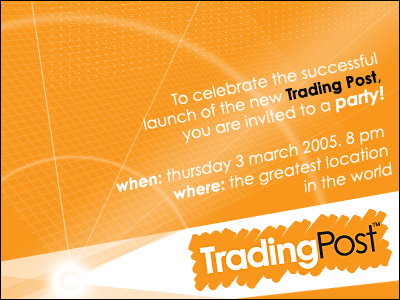 To celebrate the successful
launch of the new Trading Post,
you are invited to a party!
when: thursday 3 march 2005. 8 pm
where: the greatest location
in the world
TradingPost™